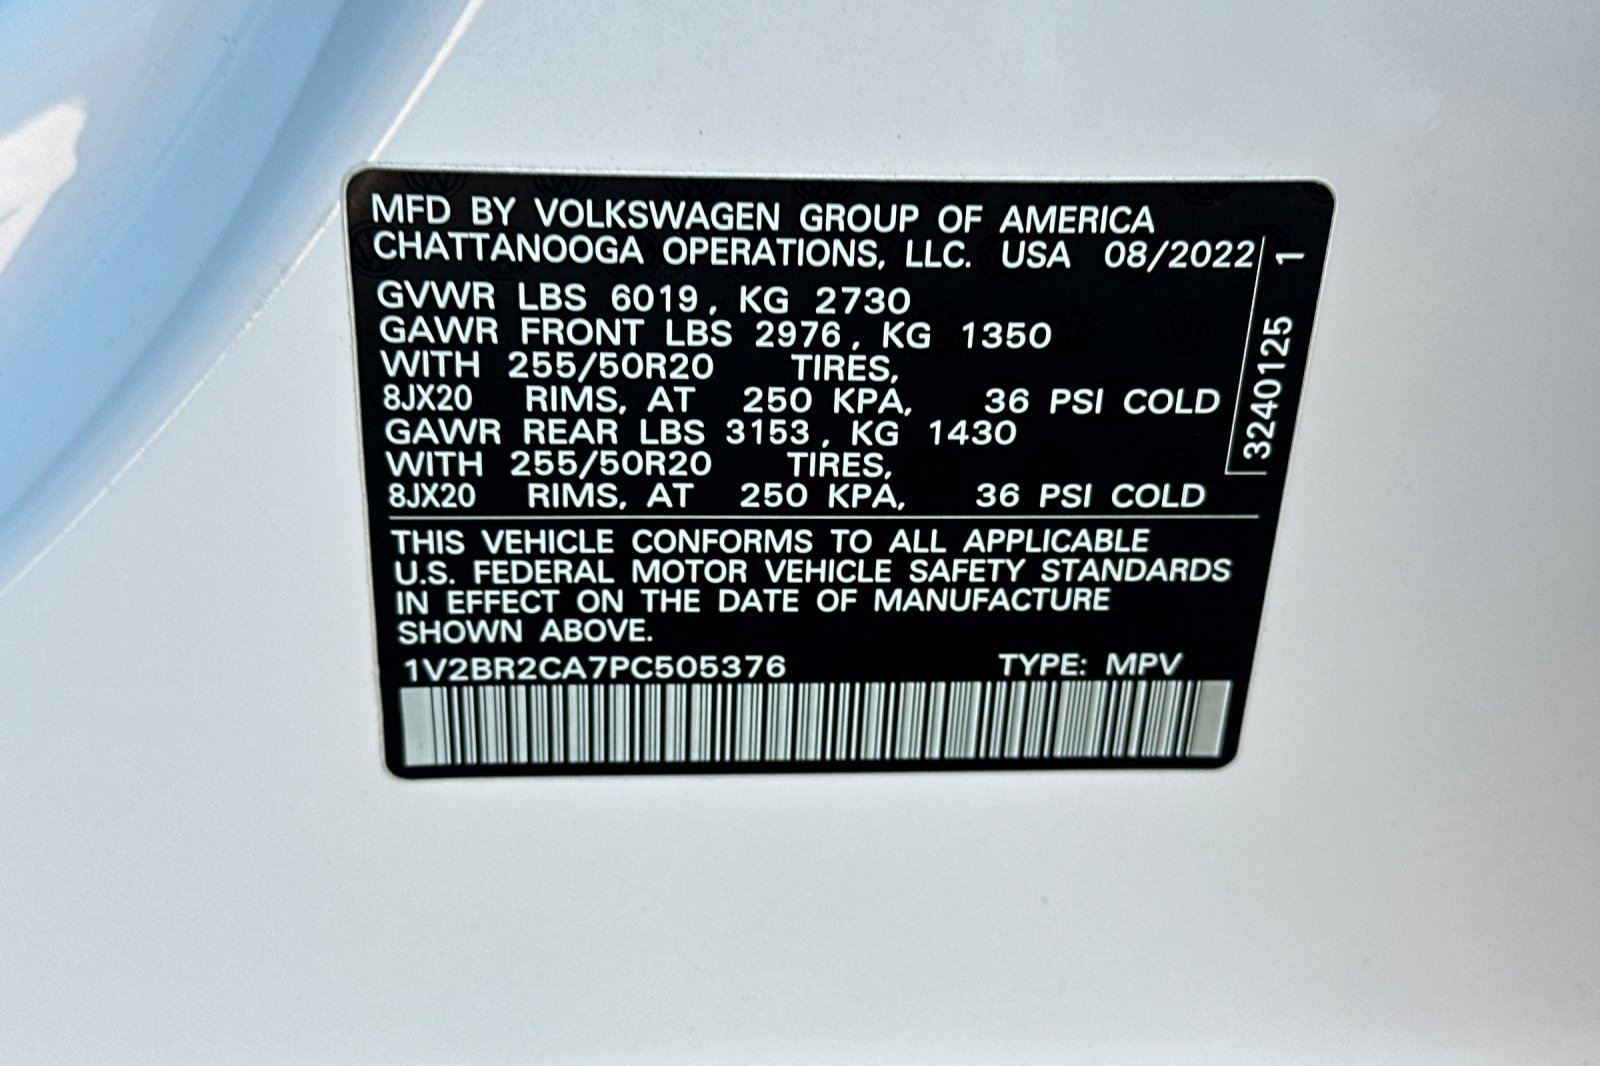 MFD BY VOLKSWAGEN GROUP OF AMERICA
CHATTANOOGA OPERATIONS, LLC. USA 08/2022
GVWR LBS 6019, KG 2730
GAWR FRONT LBS 2976, KG 1350
WITH 255/50R20 TIRES,
8JX20 RIMS, AT 250 KPA, 36 PSI COLD
GAWR REAR LBS 3153, KG 1430
WITH 255/50R20 TIRES,
8JX20 RIMS, AT 250 KPA, 36 PSI COLD
THIS VEHICLE CONFORMS TO ALL APPLICABLE
U.S. FEDERAL MOTOR VEHICLE SAFETY STANDARDS
IN EFFECT ON THE DATE OF MANUFACTURE
SHOWN ABOVE.
1V2BR2CA7PC505376 TYPE: MPV
3240125 1